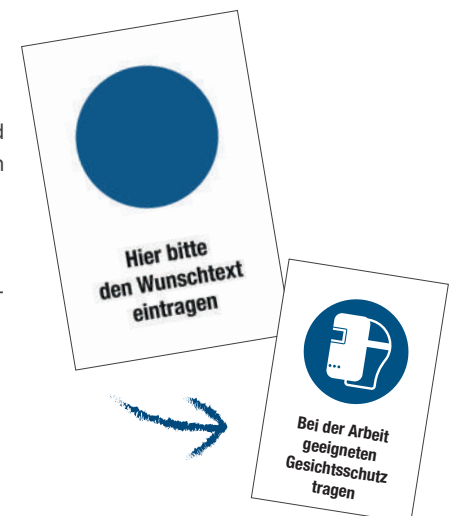 Hier bitte
den Wunschtext
eintragen
Bei der Arbeit
geeigneten
Gesichtsschutz
tragen